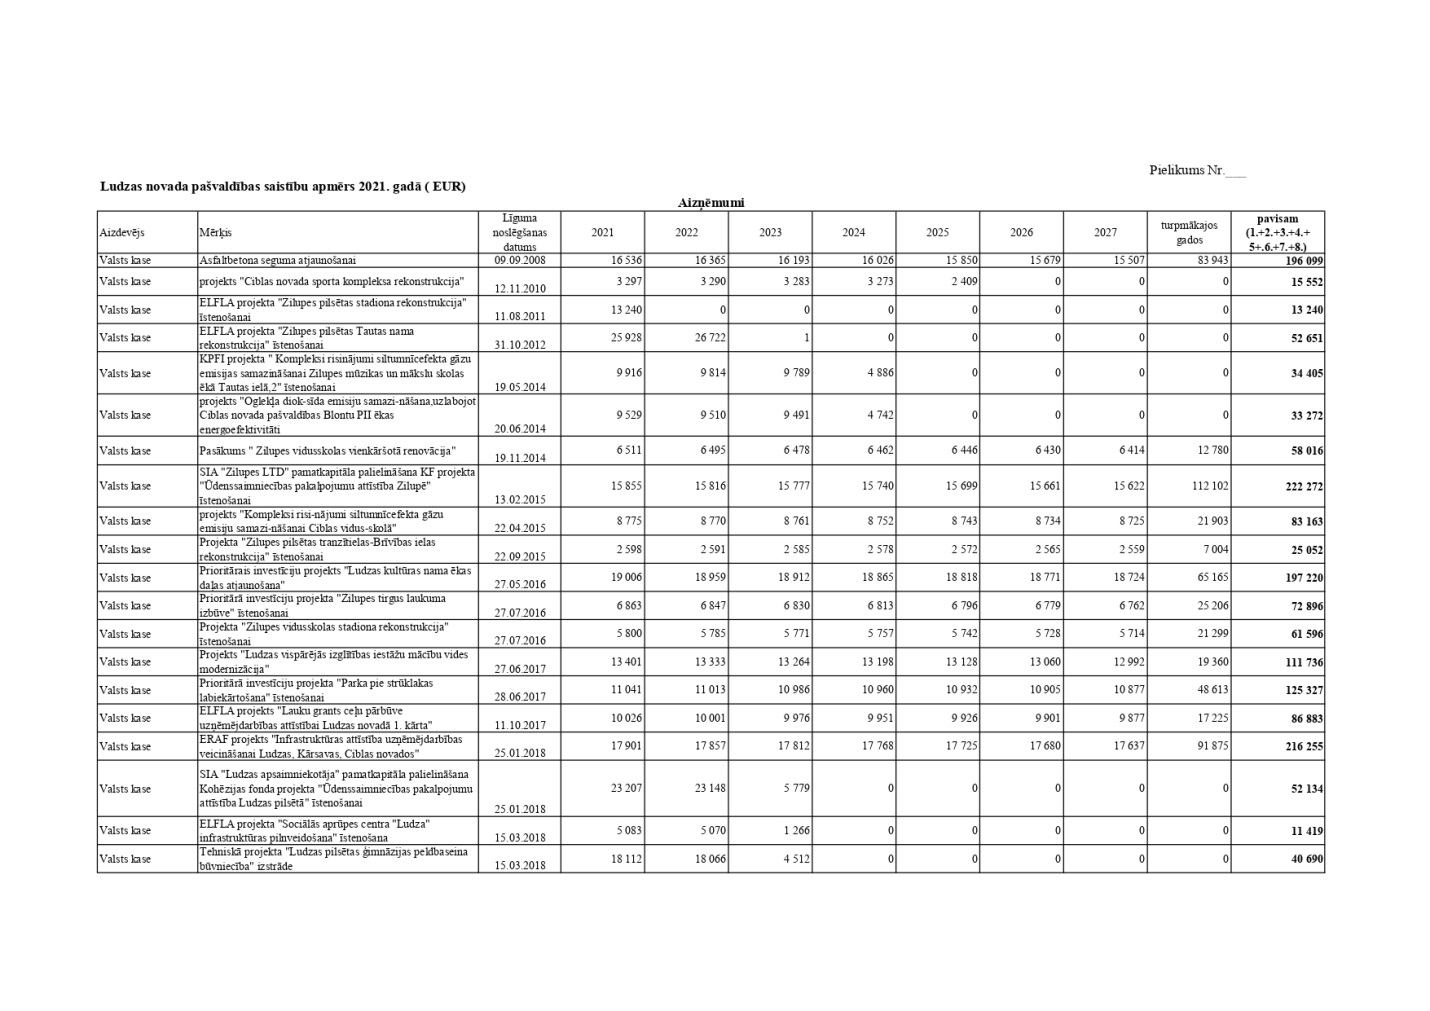 Pielikums Nr.___
Ludzas novada pašvaldības saistību apmērs 2021. gadā ( EUR)
Aizņēmumi
Aizdevējs Mērķis Līguma noslēgšanas datums 2021 2022 2023 2024 2025 2026 2027 turpmākajos gados pavisam (1.+2.+3.+4.+ 5+.6.+7.+8.)
Valsts kase Asfaltbetona seguma atjaunošanai 09.09.2008 16 536 16 365 16 193 16 026 15 850 15 679 15 507 83 943 196 099
Valsts kase projekts "Ciblas novada sporta kompleksa rekonstrukcija" 12.11.2010 3 297 3 290 3 283 3 273 2 409 0 0 0 15 552
Valsts kase ELFLA projekta "Zilupes pilsētas stadiona rekonstrukcija" īstenošanai 11.08.2011 13 240 0 0 0 0 0 0 0 13 240
Valsts kase ELFLA projekta "Zilupes pilsētas Tautas nama rekonstrukcija" īstenošanai 31.10.2012 25 928 26 722 1 0 0 0 0 0 52 651
Valsts kase KPFI projekta " Kompleksi risinājumi siltumnīcefekta gāzu emisijas samazināšanai Zilupes mūzikas un mākslu skolas ēkā Tautas ielā,2" īstenošanai 19.05.2014 9 916 9 814 9 789 4 886 0 0 0 0 34 405
Valsts kase projekts "Oglekļa diok-sīda emisiju samazi-nāšana,uzlabojot Ciblas novada pašvaldības Blontu PII ēkas energoefektivitāti 20.06.2014 9 529 9 510 9 491 4 742 0 0 0 0 33 272
Valsts kase Pasākums " Zilupes vidusskolas vienkāršotā renovācija" 19.11.2014 6 511 6 495 6 478 6 462 6 446 6 430 6 414 12 780 58 016
Valsts kase SIA "Zilupes LTD" pamatkapitāla palielināšana KF projekta "Ūdenssaimniecības pakalpojumu attīstība Zilupē" īstenošanai 13.02.2015 15 855 15 816 15 777 15 740 15 699 15 661 15 622 112 102 222 272
Valsts kase projekts "Kompleksi risi-nājumi siltumnīcefekta gāzu emisiju samazi-nāšanai Ciblas vidus-skolā" 22.04.2015 8 775 8 770 8 761 8 752 8 743 8 734 8 725 21 903 83 163
Valsts kase Projekta "Zilupes pilsētas tranzītielas-Brīvības ielas rekonstrukcija" īstenošanai 22.09.2015 2 598 2 591 2 585 2 578 2 572 2 565 2 559 7 004 25 052
Valsts kase Prioritārais investīciju projekts "Ludzas kultūras nama ēkas daļas atjaunošana" 27.05.2016 19 006 18 959 18 912 18 865 18 818 18 771 18 724 65 165 197 220
Valsts kase Prioritārā investīciju projekta "Zilupes tirgus laukuma izbūve" īstenošanai 27.07.2016 6 863 6 847 6 830 6 813 6 796 6 779 6 762 25 206 72 896
Valsts kase Projekta "Zilupes vidusskolas stadiona rekonstrukcija" īstenošanai 27.07.2016 5 800 5 785 5 771 5 757 5 742 5 728 5 714 21 299 61 596
Valsts kase Projekts "Ludzas vispārējās izglītības iestāžu mācību vides modernizācija" 27.06.2017 13 401 13 333 13 264 13 198 13 128 13 060 12 992 19 360 111 736
Valsts kase Prioritārā investīciju projekta "Parka pie strūklakas labiekārtošana" īstenošanai 28.06.2017 11 041 11 013 10 986 10 960 10 932 10 905 10 877 48 613 125 327
Valsts kase ELFLA projekts "Lauku grants ceļu pārbūve uzņēmējdarbības attīstībai Ludzas novadā 1. kārta" 11.10.2017 10 026 10 001 9 976 9 951 9 926 9 901 9 877 17 225 86 883
Valsts kase ERAF projekts "Infrastruktūras attīstība uzņēmējdarbības veicināšanai Ludzas, Kārsavas, Ciblas novados" 25.01.2018 17 901 17 857 17 812 17 768 17 725 17 680 17 637 91 875 216 255
Valsts kase SIA "Ludzas apsaimniekotāja" pamatkapitāla palielināšana Kohēzijas fonda projekta "Ūdenssaimniecības pakalpojumu attīstība Ludzas pilsētā" īstenošanai 25.01.2018 23 207 23 148 5 779 0 0 0 0 0 52 134
Valsts kase ELFLA projekta "Sociālās aprūpes centra "Ludza" infrastruktūras pilnveidošana" īstenošana 15.03.2018 5 083 5 070 1 266 0 0 0 0 0 11 419
Valsts kase Tehniskā projekta "Ludzas pilsētas ģimnāzijas peldbaseina būvniecība" izstrāde 15.03.2018 18 112 18 066 4 512 0 0 0 0 0 40 690